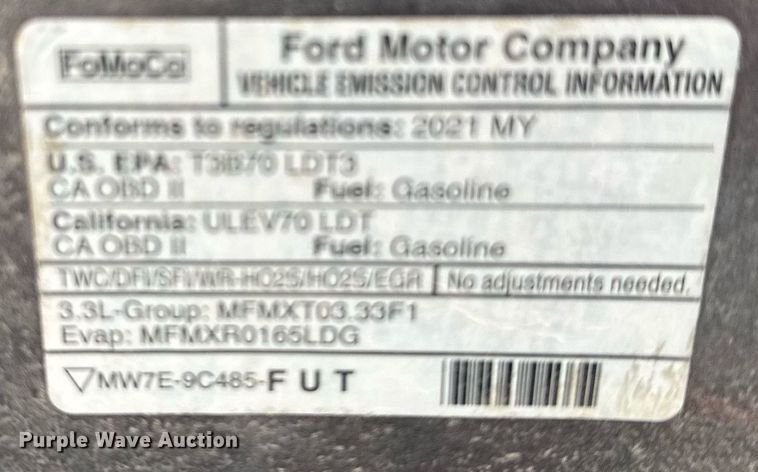 FoMoCo
Ford Motor Company
VEHICLE EMISSION CONTROL INFORMATION
Conforms to regulations: 2021 MY
U.S. EPA: T3B70 LDT3
CA OBD II Fuel: Gasoline
California: ULEV70 LDT
CA OBD II Fuel: Gasoline
TWC/DFI/SFI/WR-HO2S/HO2S/EGR No adjustments needed.
3.3L-Group: MFMXT03.33F1
Evap: MFMXR0165LDG
MW7E-9C485-FUT
Purple Wave Auction